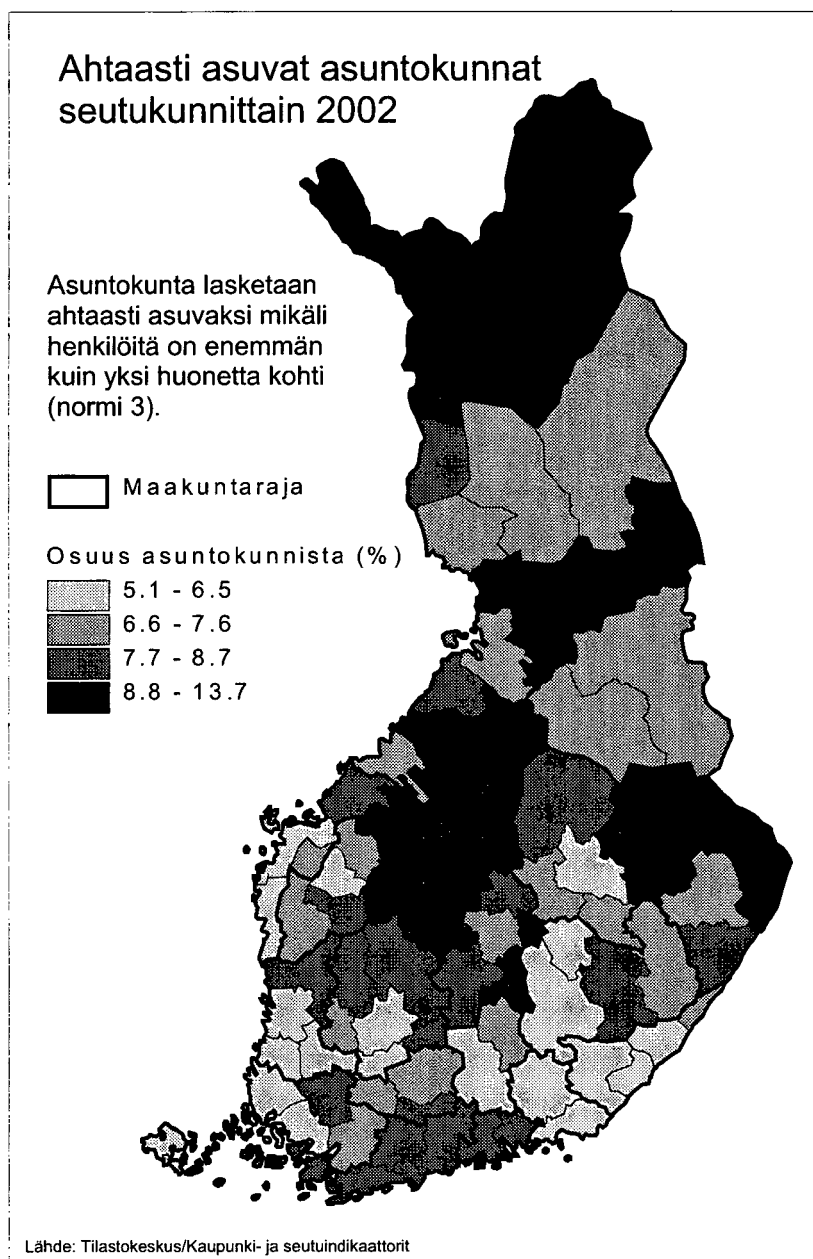 Ahtaasti asuvat asuntokunnat
seutukunnittain 2002
Asuntokunta lasketaan
ahtaasti asuvaksi mikäli
henkilöitä on enemmän
kuin yksi huonetta kohti
(normi 3).
Maakuntaraja
Osuus asuntokunnista (%)
5.1 - 6.5
6.6 - 7.6
7.7 - 8.7
8.8 - 13.7
Lähde: Tilastokeskus/Kaupunki- ja seutuindikaattorit